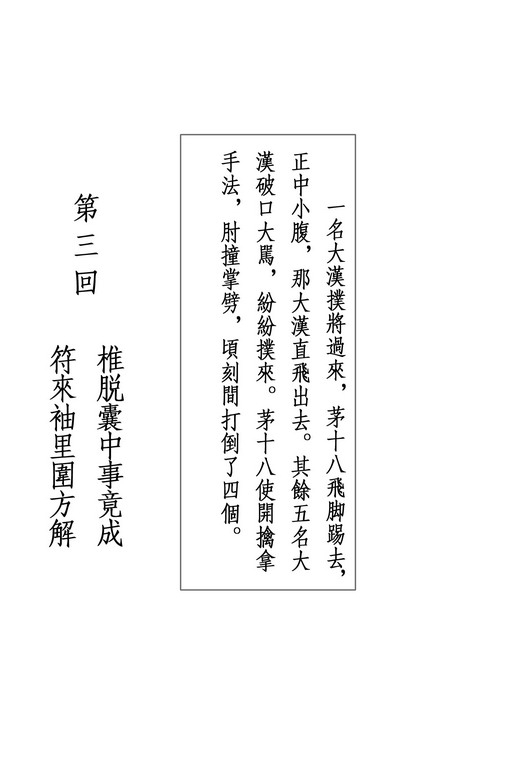 一名大漢撲將過來，茅十八飛脚踢去，
正中小腹，那大漢直飛出去。其餘五名大
漢破口大罵，紛紛撲來。茅十八使開擒拿
手法，肘撞掌劈，頃刻間打倒了四個。
第三回
椎脱囊中事竟成
符來袖里圍方解